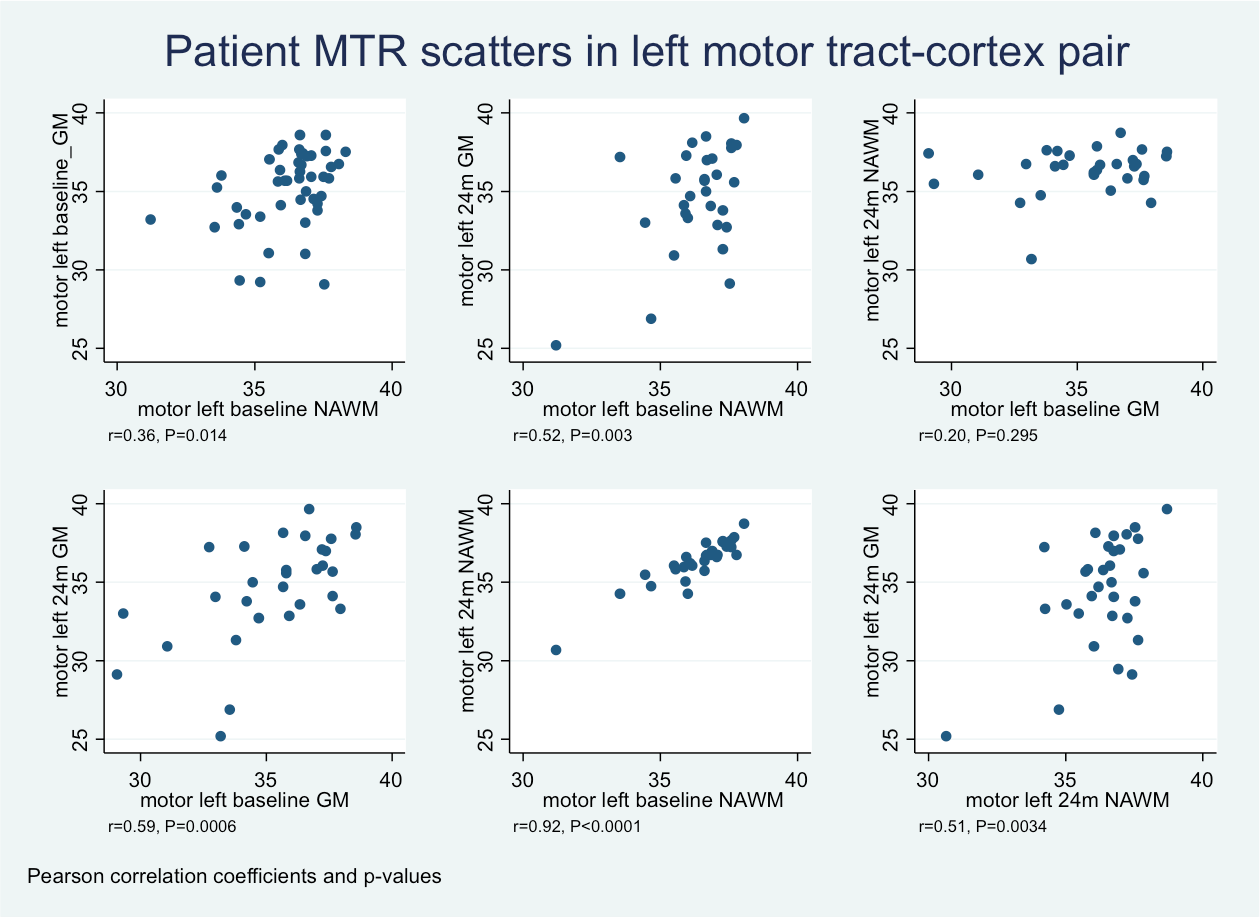 Patient MTR scatters in left motor tract-cortex pair
motor left baseline_GM
40
35
30
25
30 35 40
motor left baseline NAWM
r=0.36, P=0.014
motor left 24m GM
40
35
30
25
30 35 40
motor left baseline NAWM
r=0.52, P=0.003
motor left 24m NAWM
40
35
30
25
30 35 40
motor left baseline GM
r=0.20, P=0.295
motor left 24m GM
40
35
30
25
30 35 40
motor left baseline GM
r=0.59, P=0.0006
motor left 24m NAWM
40
35
30
25
30 35 40
motor left baseline NAWM
r=0.92, P<0.0001
motor left 24m GM
40
35
30
25
30 35 40
motor left 24m NAWM
r=0.51, P=0.0034
Pearson correlation coefficients and p-values